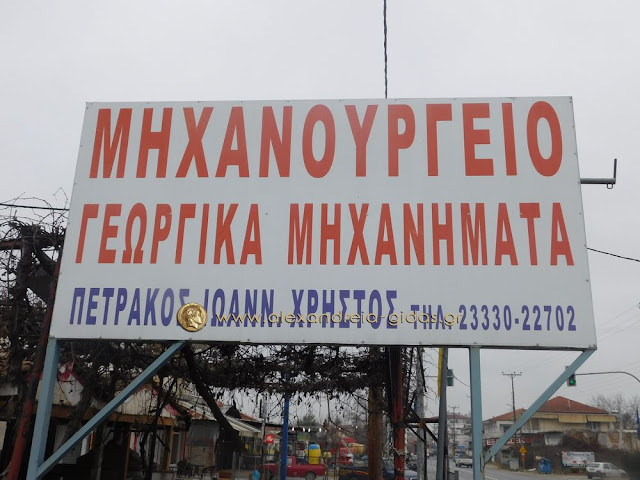 ΜΗΧΑΝΟΥΡΓΕΙΟ
ΓΕΩΡΓΙΚΑ ΜΗΧΑΝΗΜΑΤΑ
ΠΕΤΡΑΚΟΣ ΙΩΑΝΝ. ΧΡΗΣΤΟΣ ΤΗΛ. 23330-22702
www.alexandreia-gidas.gr